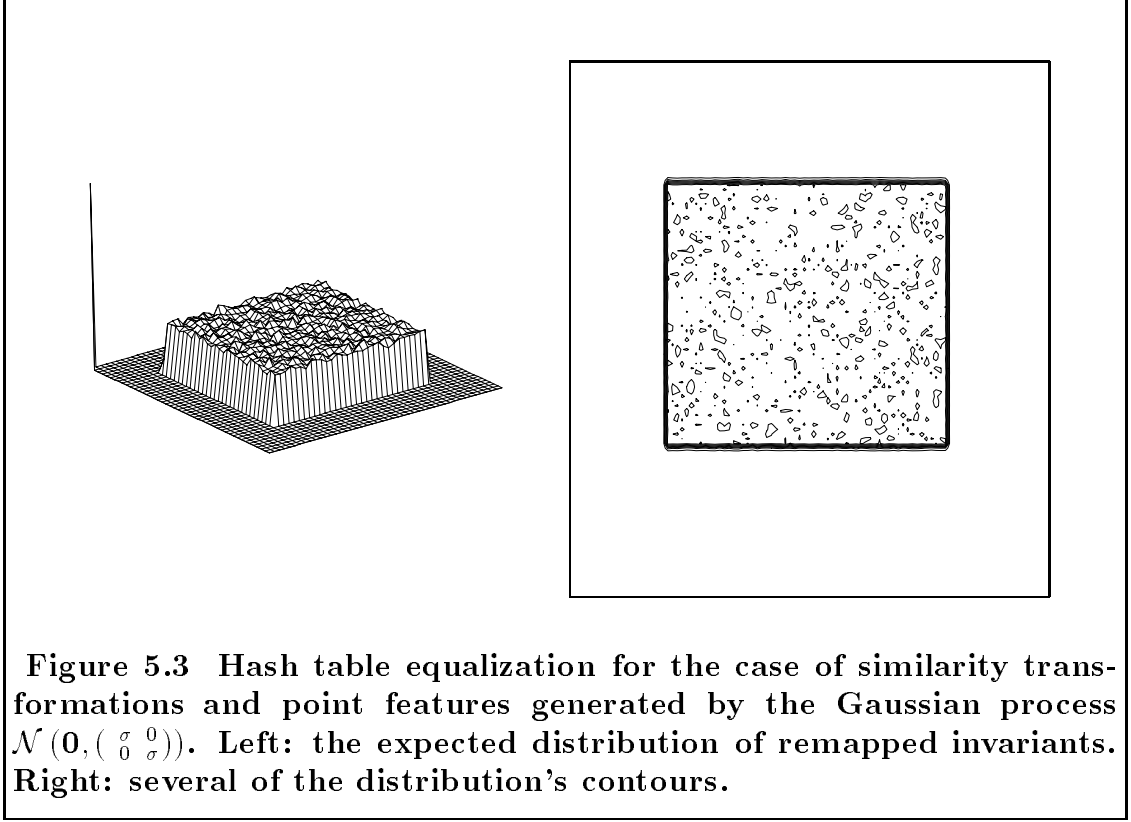 Figure 5.3 Hash table equalization for the case of similarity trans-
formations and point features generated by the Gaussian process
𝒩(0, ( σ 0 0 σ )). Left: the expected distribution of remapped invariants.
Right: several of the distribution's contours.